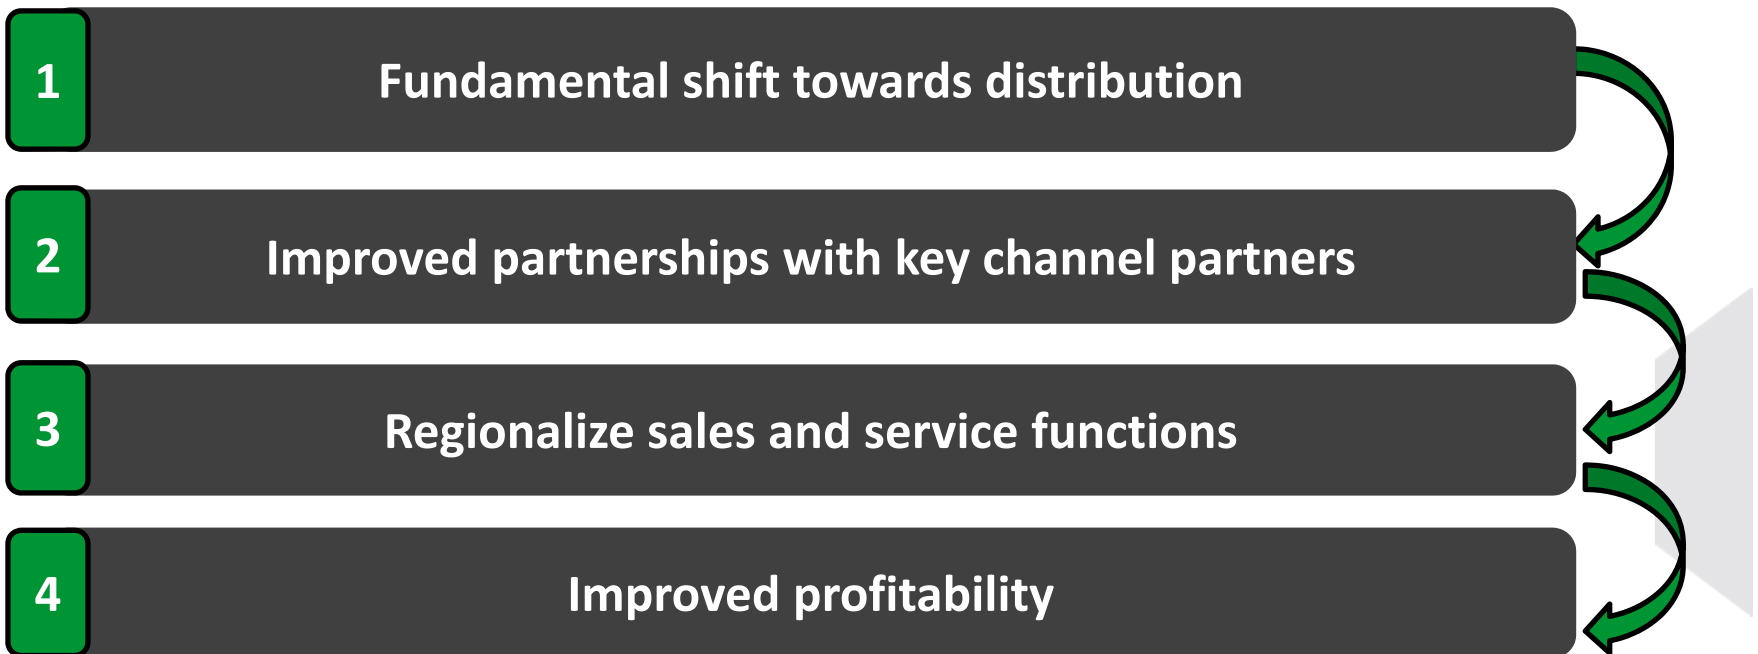 1
Fundamental shift towards distribution
2
Improved partnerships with key channel partners
3
Regionalize sales and service functions
4
Improved profitability